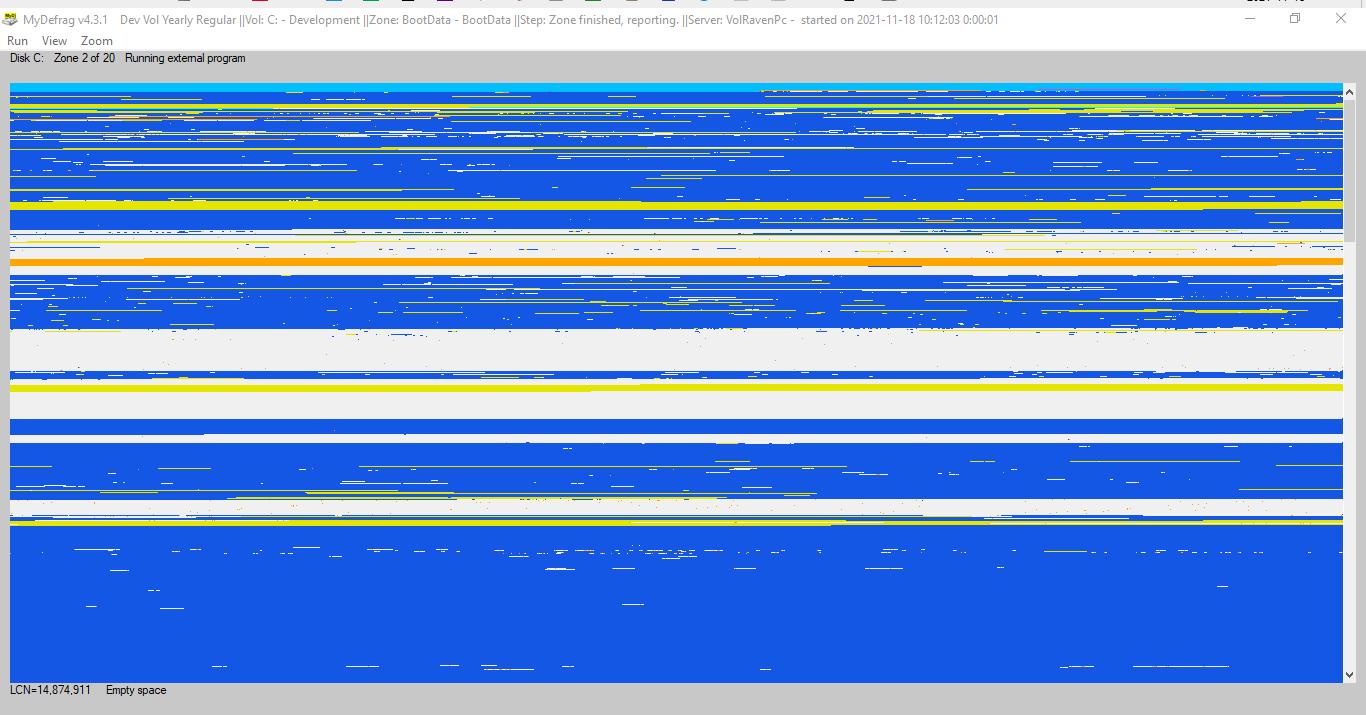 MyDefrag v4.3.1 Dev Vol Yearly Regular ||Vol: C: - Development ||Zone: BootData - BootData ||Step: Zone finished, reporting. ||Server: VolRavenPc - started on 2021-11-18 10:12:03 0:00:01
Run View Zoom
Disk C: Zone 2 of 20 Running external program
LCN=14,874,911 Empty space